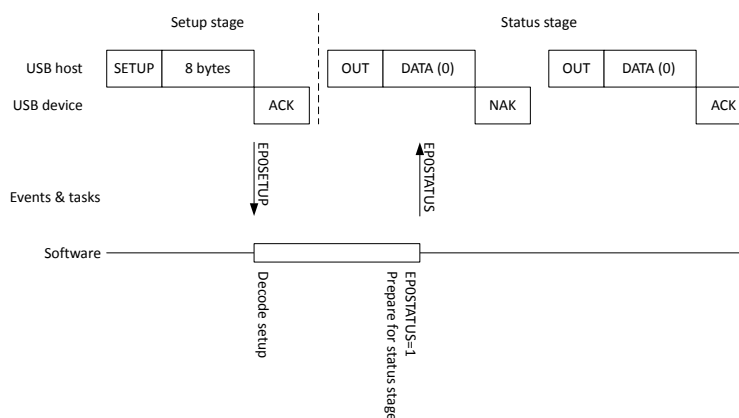 Setup stage
Status stage
USB host
SETUP
8 bytes
OUT
DATA (0)
OUT
DATA (0)
USB device
ACK
NAK
ACK
EP0SETUP
EP0STATUS
Events & tasks
Software
Decode setup
EP0STATUS=1
Prepare for status stage